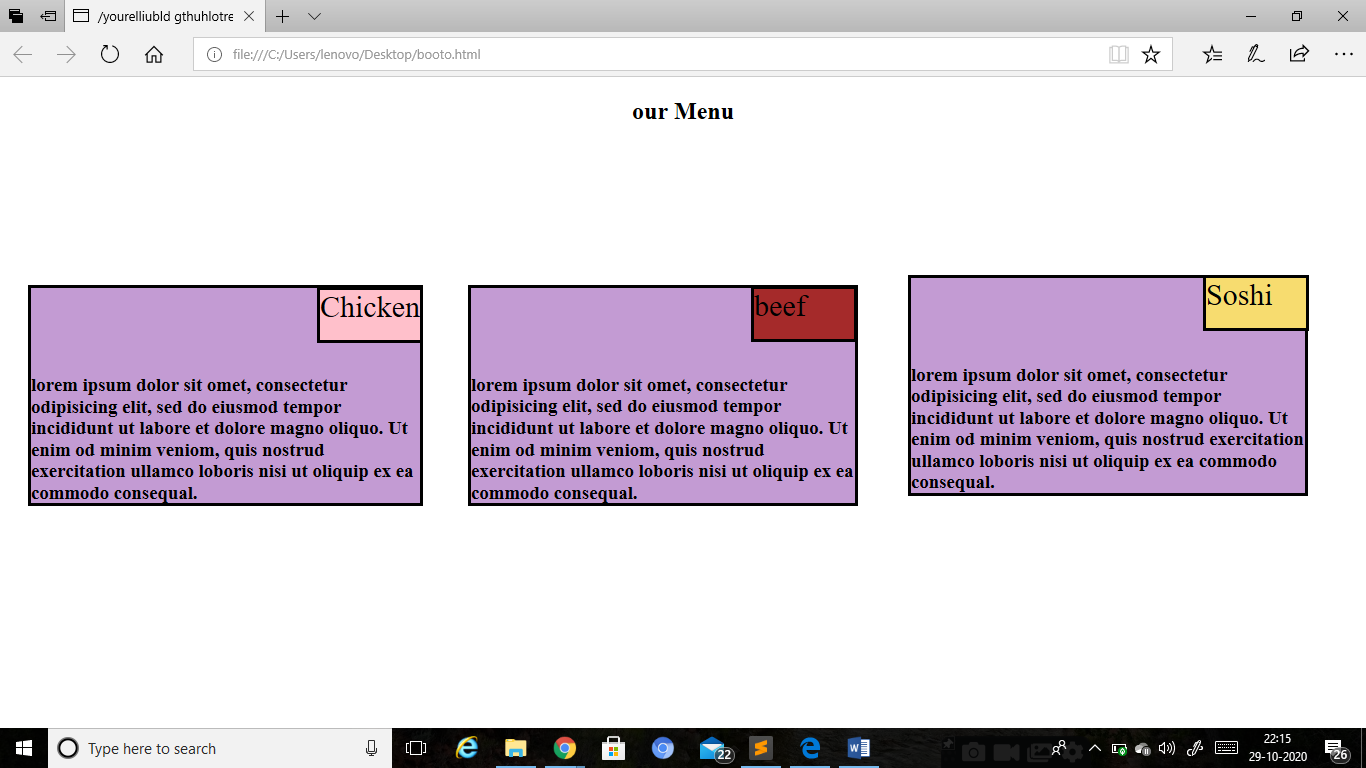 /yourelliubld gthuhlotre
file:///C:/Users/lenovo/Desktop/booto.html
our Menu
Chicken
lorem ipsum dolor sit omet, consectetur
odipisicing elit, sed do eiusmod tempor
incididunt ut labore et dolore magno oliquo. Ut
enim od minim veniom, quis nostrud
exercitation ullamco loboris nisi ut oliquip ex ea
commodo consequal.
beef
lorem ipsum dolor sit omet, consectetur
odipisicing elit, sed do eiusmod tempor
incididunt ut labore et dolore magno oliquo. Ut
enim od minim veniom, quis nostrud
exercitation ullamco loboris nisi ut oliquip ex ea
commodo consequal.
Soshi
lorem ipsum dolor sit omet, consectetur
odipisicing elit, sed do eiusmod tempor
incididunt ut labore et dolore magno oliquo. Ut
enim od minim veniom, quis nostrud exercitation
ullamco loboris nisi ut oliquip ex ea commodo
consequal.
Type here to search
22
22:15
29-10-2020
26